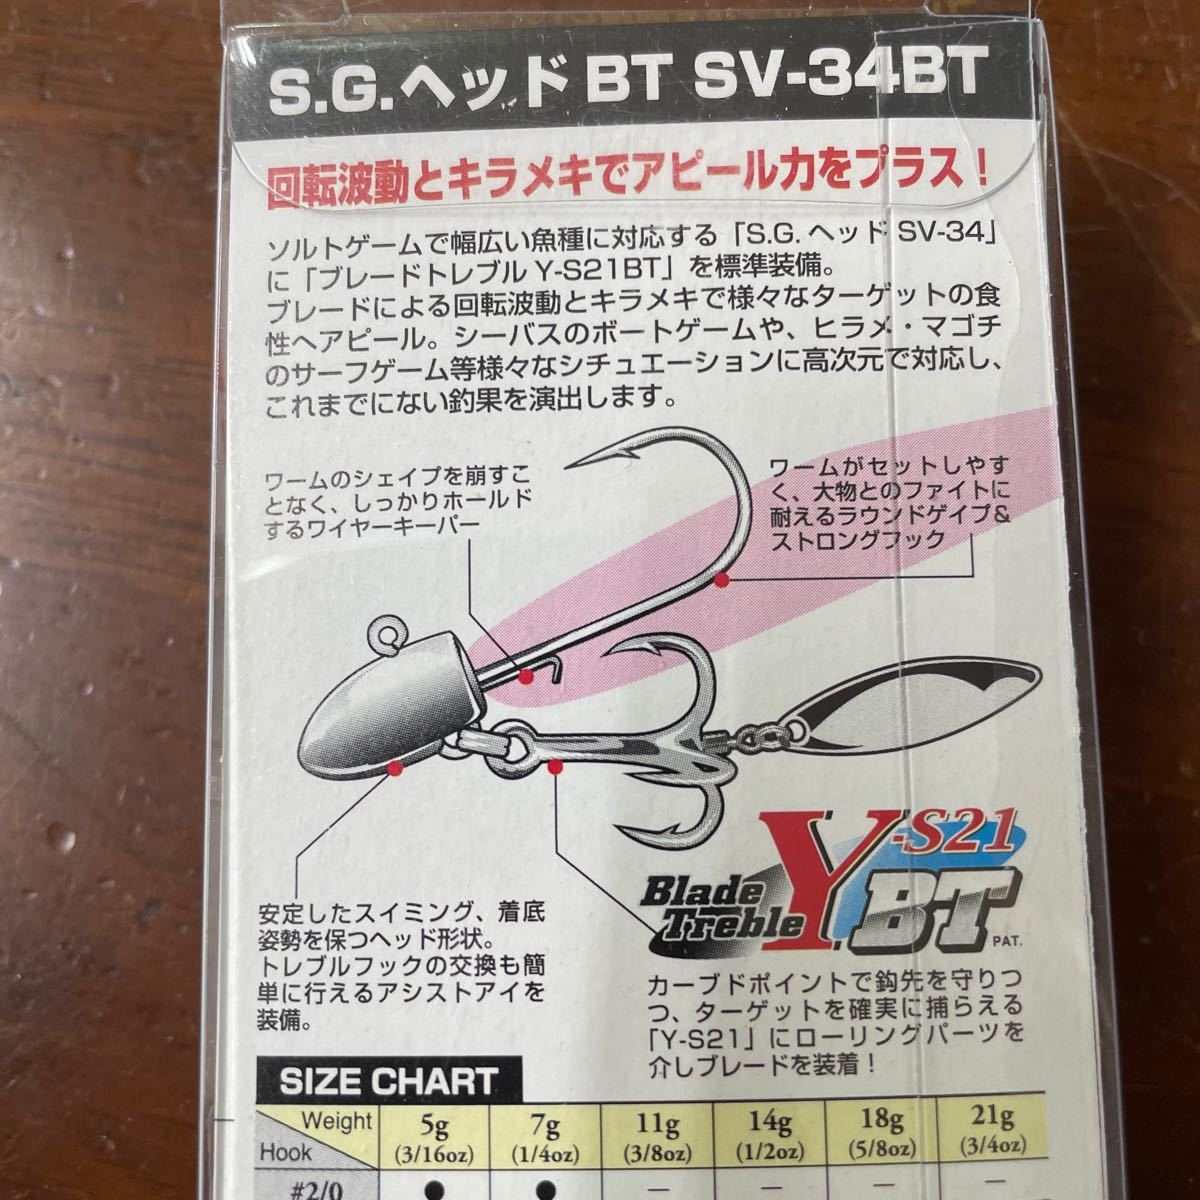 S.G.ヘッド BT SV-34BT
回転波動とキラメキでアピール力をプラス！
ソルトゲームで幅広い魚種に対応する「S.G. ヘッド SV-34」
に「ブレードトレブル Y-S21BT」を標準装備。
ブレードによる回転波動とキラメキで様々なターゲットの食
性へアピール。シーバスのボートゲームや、ヒラメ・マゴチ
のサーフゲーム等様々なシチュエーションに高次元で対応し、
これまでにない釣果を演出します。
ワームのシェイプを崩すこ
となく、しっかりホールド
するワイヤーキーパー
ワームがセットしやす
く、大物とのファイトに
耐えるラウンドゲイプ&
ストロングフック
安定したスイミング、着底
姿勢を保つヘッド形状。
トレブルフックの交換も簡
単に行えるアシストアイを
装備。
Blade Treble Y-S21 BT PAT.
カーブドポイントで鈎先を守りつ
つ、ターゲットを確実に捕らえる
「Y-S21」にローリングパーツを
介しブレードを装着！
SIZE CHART
Weight 5g 7g 11g 14g 18g 21g
Hook (3/16oz) (1/4oz) (3/8oz) (1/2oz) (5/8oz) (3/4oz)
#2/0 ● ● － － － －